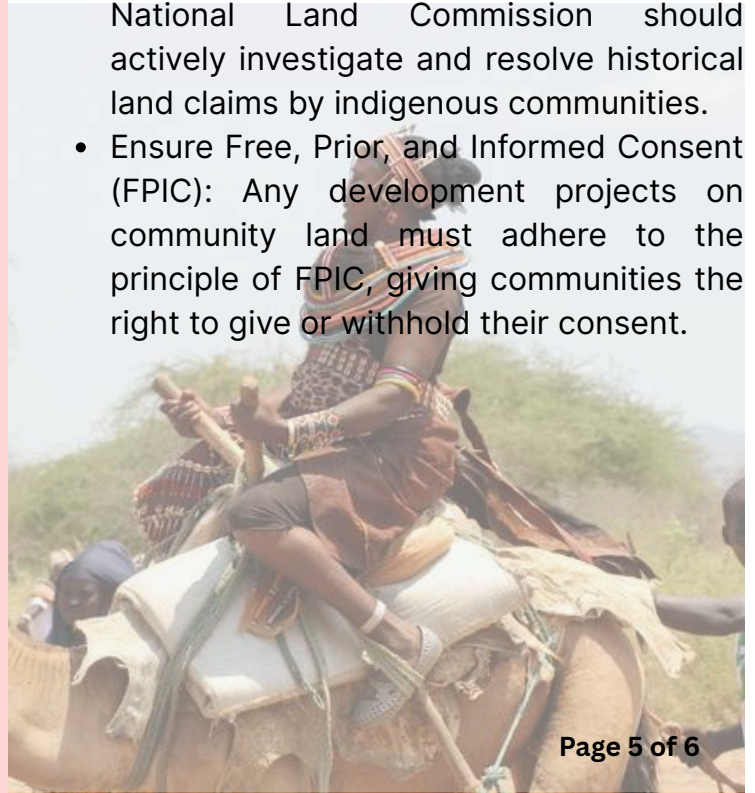 National Land Commission should
actively investigate and resolve historical
land claims by indigenous communities.
• Ensure Free, Prior, and Informed Consent
(FPIC): Any development projects on
community land must adhere to the
principle of FPIC, giving communities the
right to give or withhold their consent.
Page 5 of 6